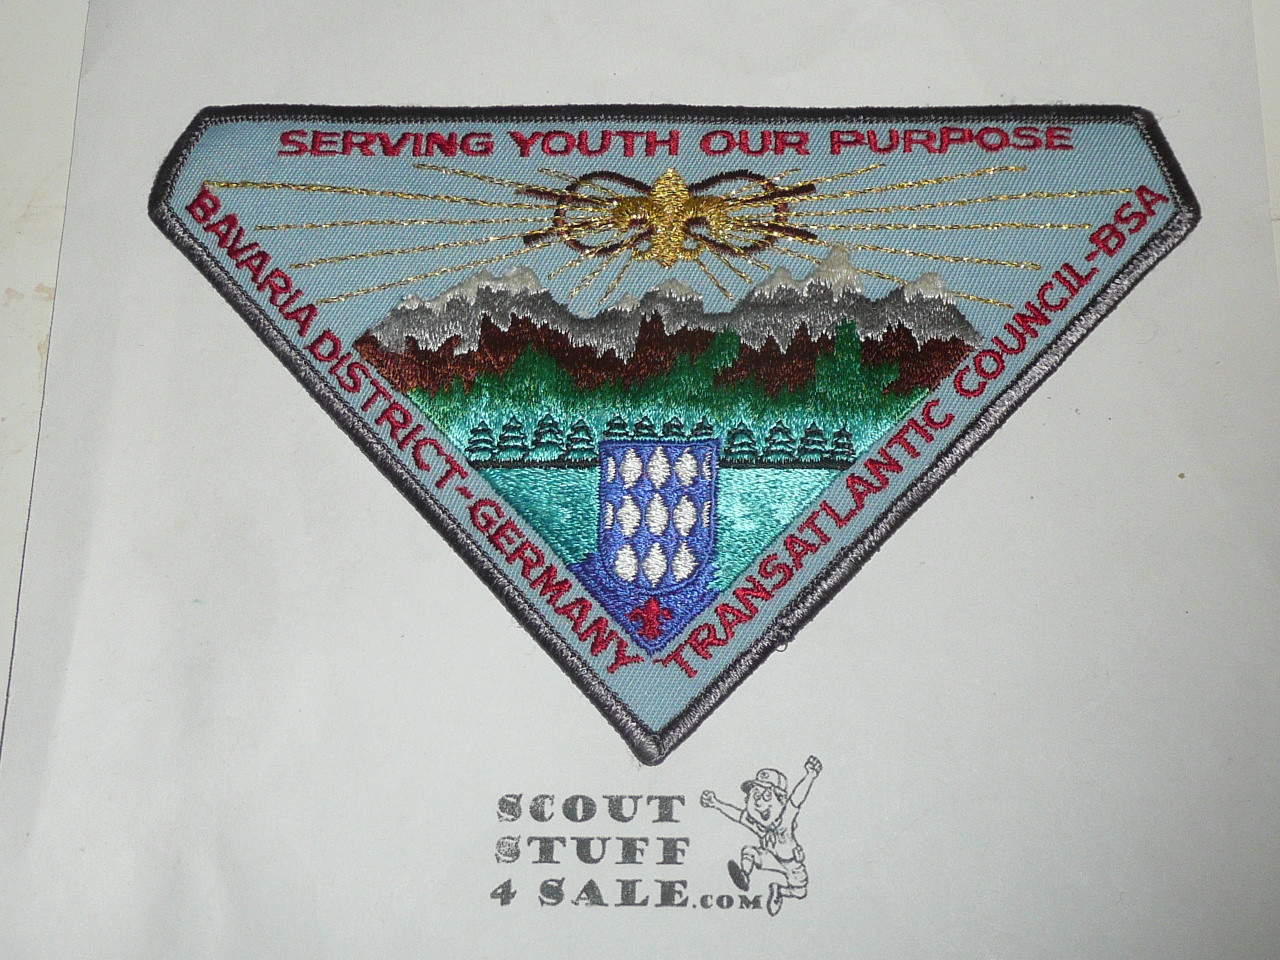 SERVING YOUTH OUR PURPOSE
BAVARIA DISTRICT-GERMANY
TRANSATLANTIC COUNCIL-BSA
SCOUT
STUFF
4 SALE.COM